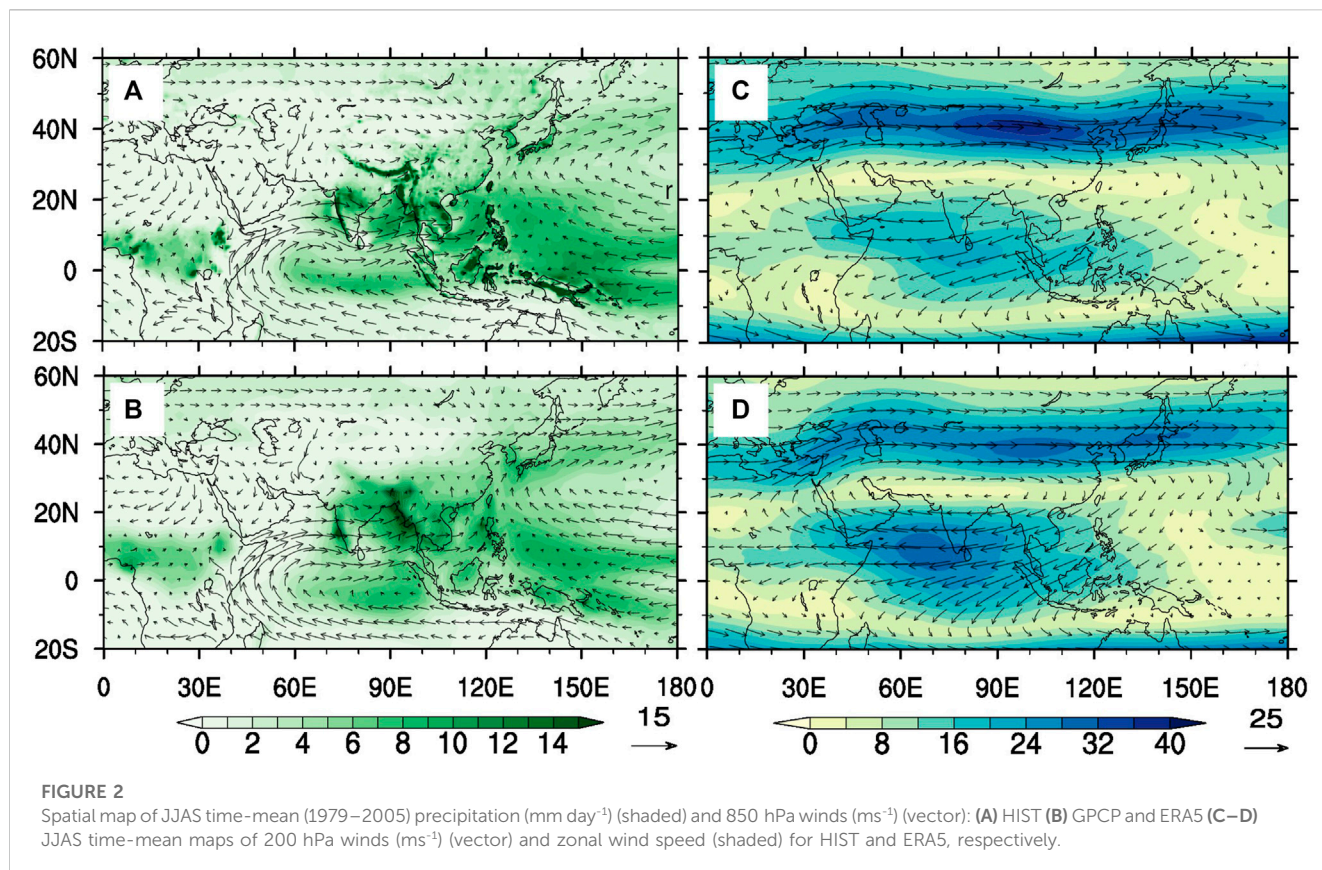 A
C
60N
40N
20N
0
20S
r
B
D
60N
40N
20N
0
20S
0 30E 60E 90E 120E 150E 180 0 30E 60E 90E 120E 150E 180
0 2 4 6 8 10 12 14 15
0 8 16 24 32 40 25
FIGURE 2
Spatial map of JJAS time-mean (1979–2005) precipitation (mm day⁻¹) (shaded) and 850 hPa winds (ms⁻¹) (vector): (A) HIST (B) GPCP and ERA5 (C–D)
JJAS time-mean maps of 200 hPa winds (ms⁻¹) (vector) and zonal wind speed (shaded) for HIST and ERA5, respectively.